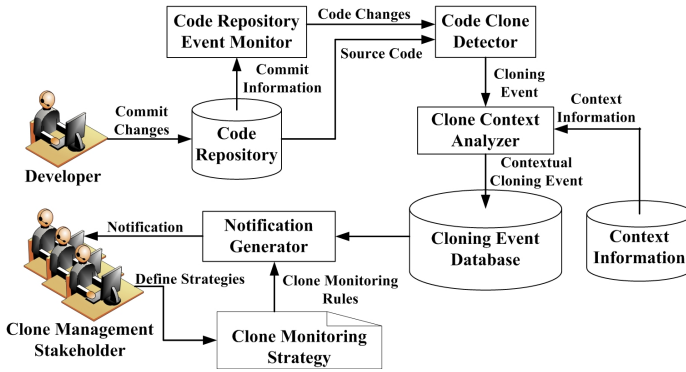 Code Repository
Event Monitor
Code Changes
Code Clone
Detector
Source Code
Commit
Information
Cloning
Event
Context
Information
Commit
Changes
Code
Repository
Clone Context
Analyzer
Developer
Contextual
Cloning Event
Notification
Notification
Generator
Cloning Event
Database
Context
Information
Define Strategies
Clone Monitoring
Rules
Clone Management
Stakeholder
Clone Monitoring
Strategy